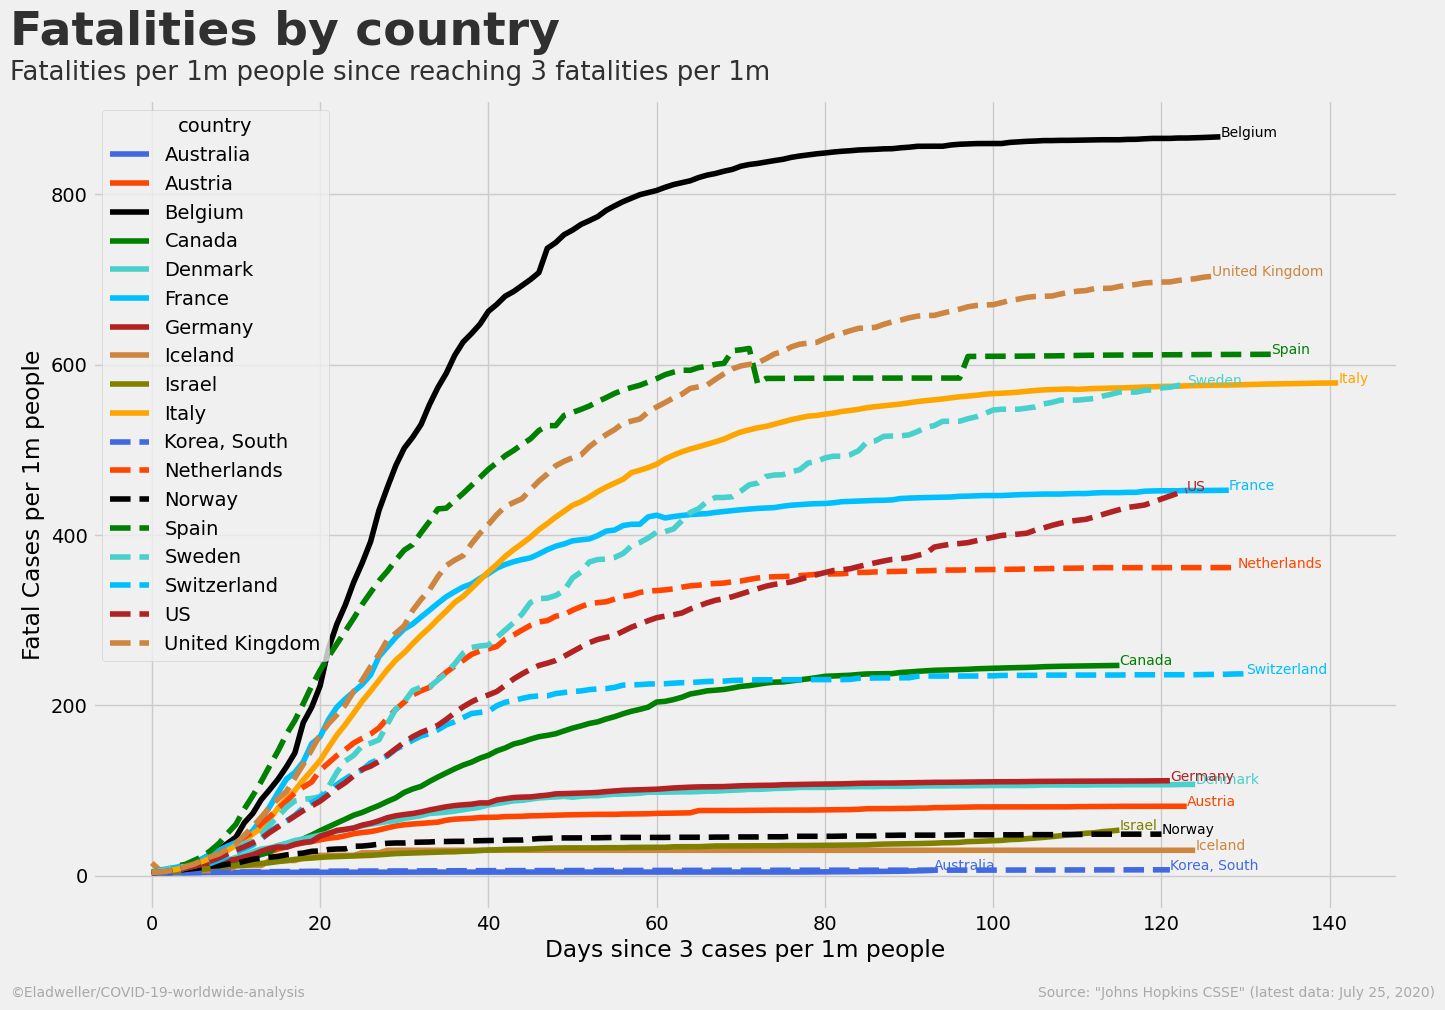 Fatalities by country
Fatalities per 1m people since reaching 3 fatalities per 1m
country
Australia
Austria
Belgium
Canada
Denmark
France
Germany
Iceland
Israel
Italy
Korea, South
Netherlands
Norway
Spain
Sweden
Switzerland
US
United Kingdom
Fatal Cases per 1m people
800
600
400
200
0
Belgium
United Kingdom
Spain
Sweden
Italy
US
France
Netherlands
Canada
Switzerland
Germany
Denmark
Austria
Israel
Norway
Iceland
Australia
Korea, South
0 20 40 60 80 100 120 140
Days since 3 cases per 1m people
©Eladweller/COVID-19-worldwide-analysis
Source: "Johns Hopkins CSSE" (latest data: July 25, 2020)